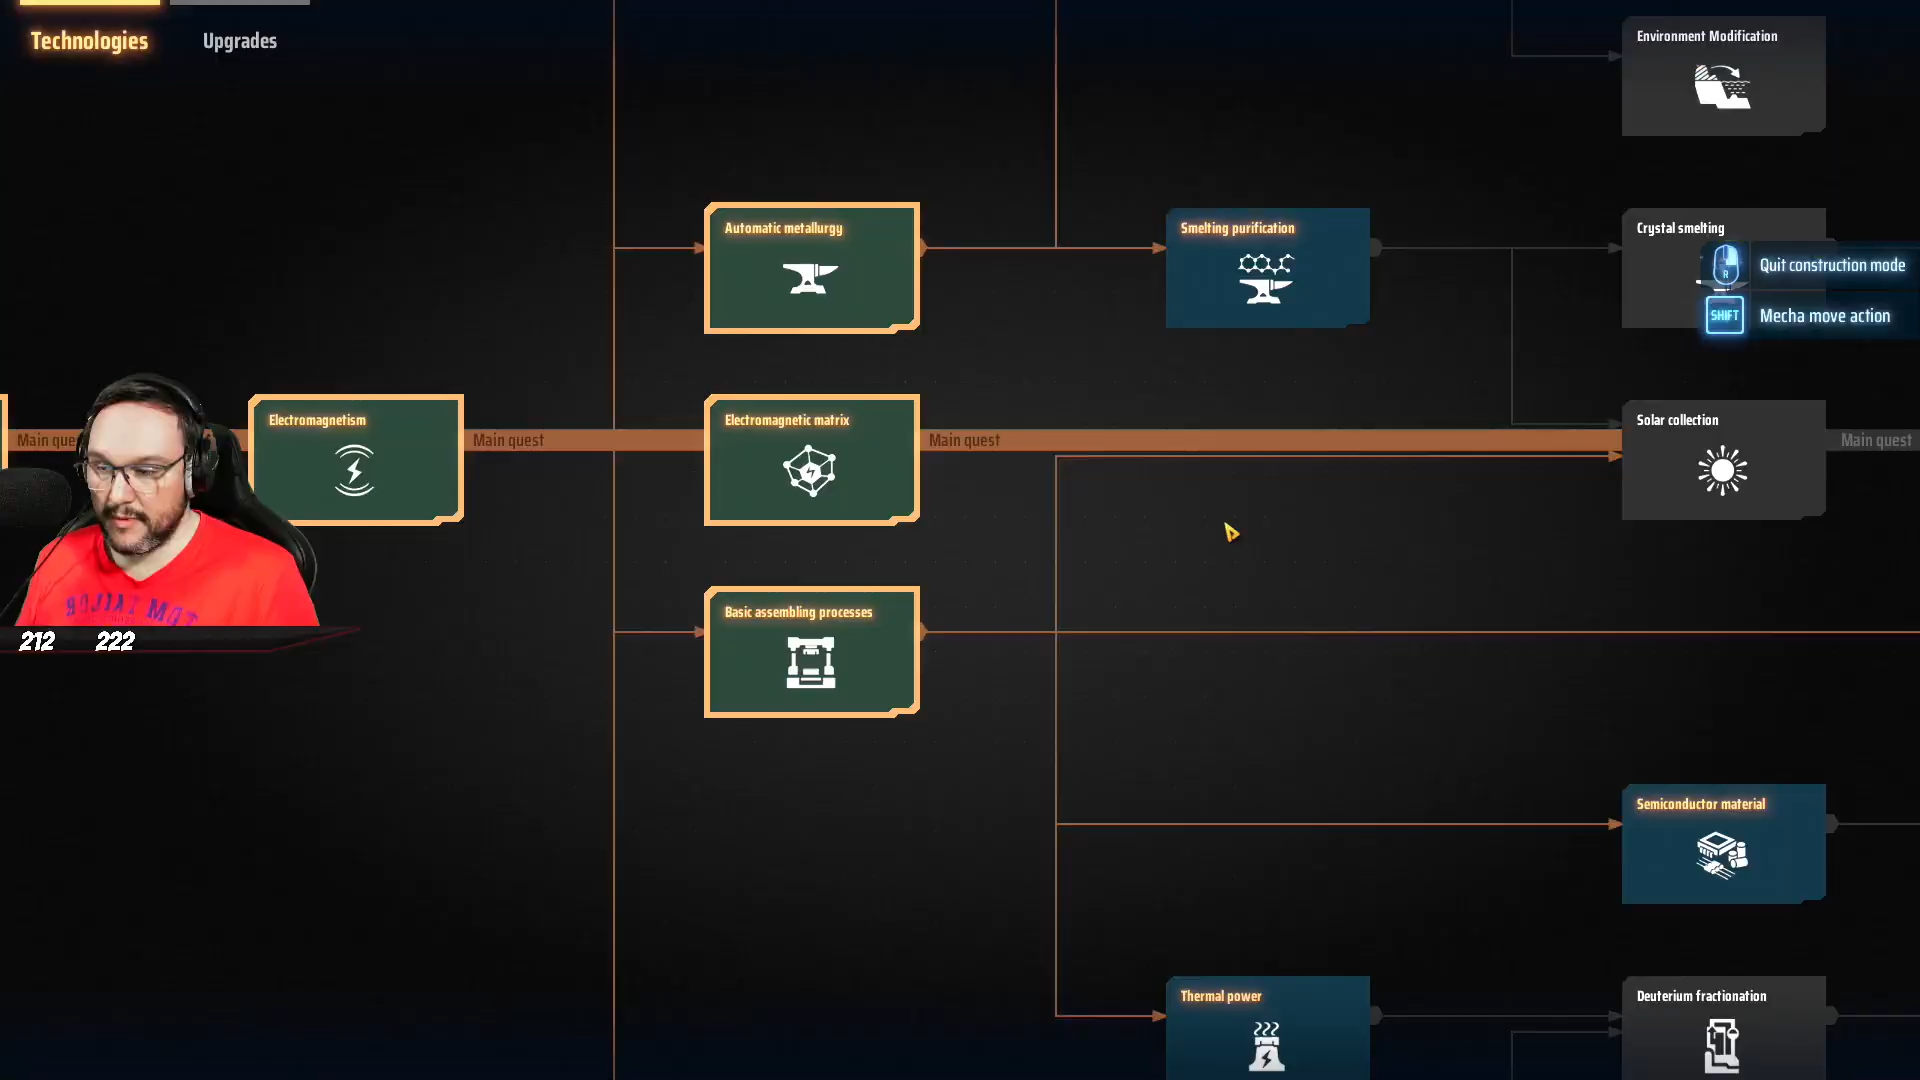 Technologies
Upgrades
Environment Modification
Automatic metallurgy
Smelting purification
Crystal smelting
R
Quit construction mode
SHIFT
Mecha move action
Electromagnetism
Electromagnetic matrix
Solar collection
Main quest
Main quest
Main quest
Basic assembling processes
TOM TAILOR
212 222
Semiconductor material
Thermal power
Deuterium fractionation